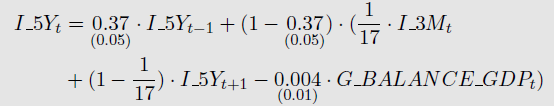 I_5Y_t = 0.37 · I_5Y_{t−1} + (1 − 0.37) · (1/17 · I_3M_t
(0.05) (0.05)
+ (1 − 1/17) · I_5Y_{t+1} − 0.004 · G_BALANCE_GDP_t)
(0.01)